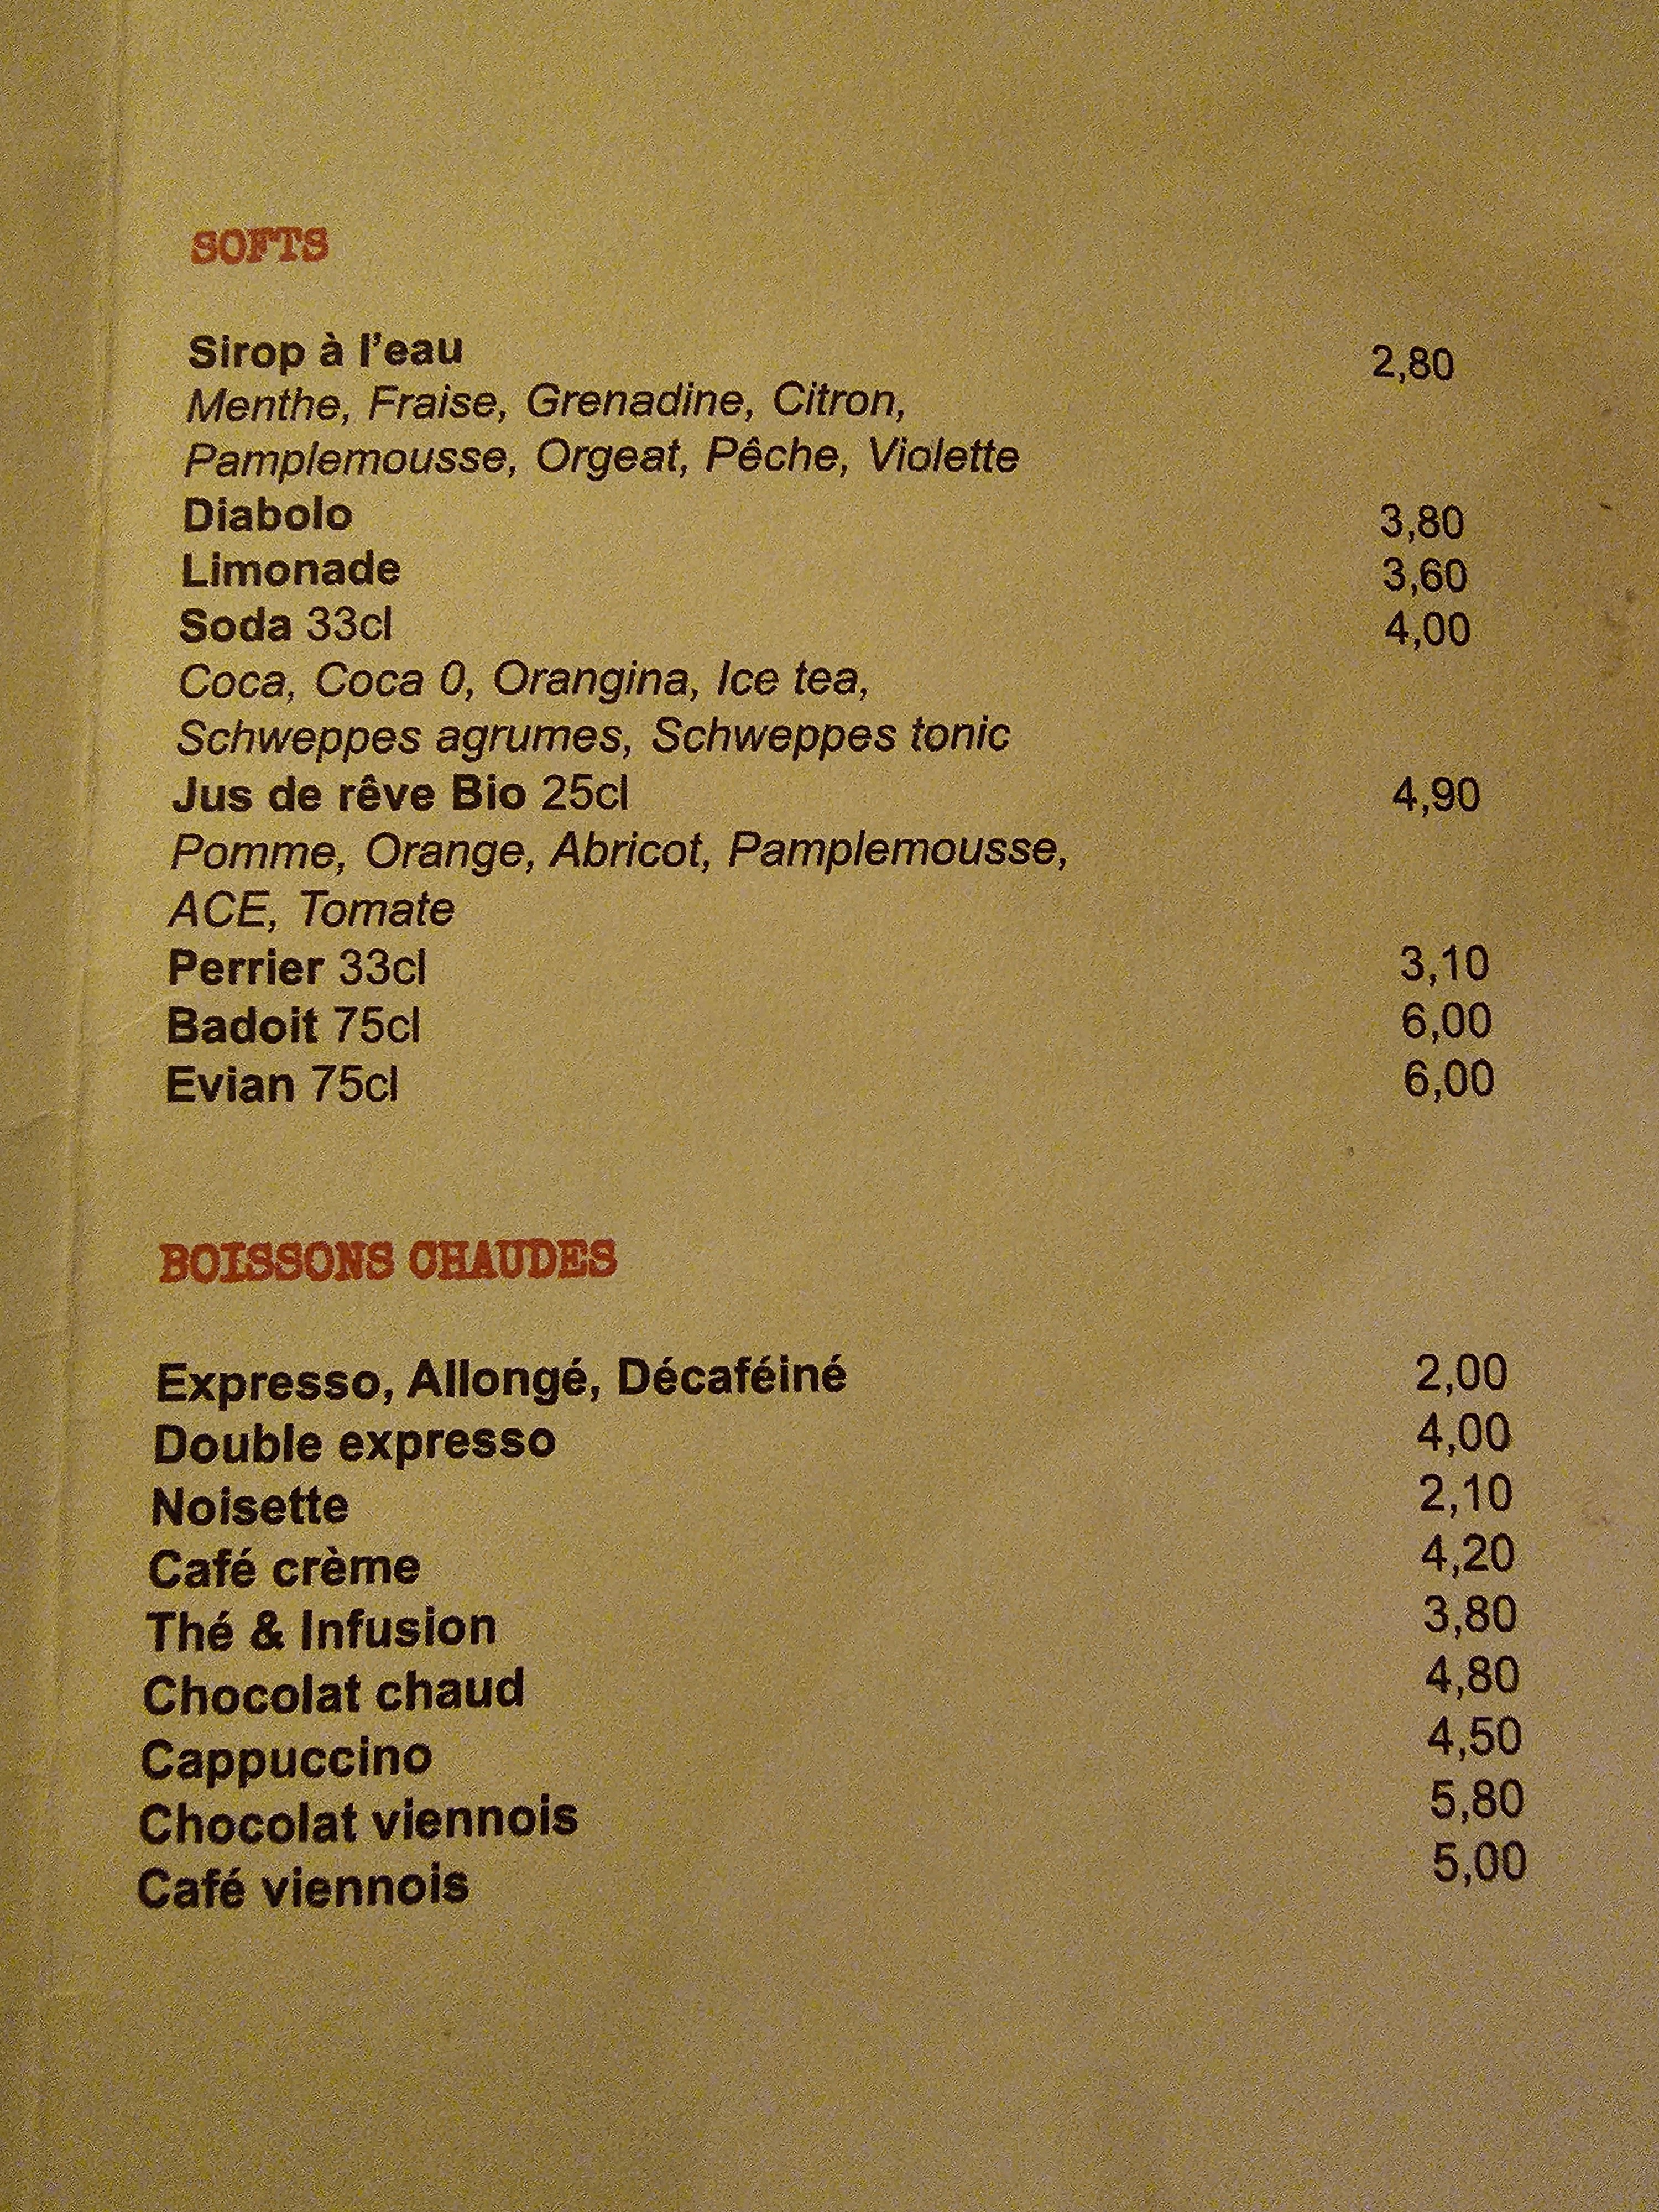 SOFTS
Sirop à l'eau 2,80
Menthe, Fraise, Grenadine, Citron,
Pamplemousse, Orgeat, Pêche, Violette
Diabolo 3,80
Limonade 3,60
Soda 33cl 4,00
Coca, Coca 0, Orangina, Ice tea,
Schweppes agrumes, Schweppes tonic
Jus de rêve Bio 25cl 4,90
Pomme, Orange, Abricot, Pamplemousse,
ACE, Tomate
Perrier 33cl 3,10
Badoit 75cl 6,00
Evian 75cl 6,00
BOISSONS CHAUDES
Expresso, Allongé, Décaféiné 2,00
Double expresso 4,00
Noisette 2,10
Café crème 4,20
Thé & Infusion 3,80
Chocolat chaud 4,80
Cappuccino 4,50
Chocolat viennois 5,80
Café viennois 5,00